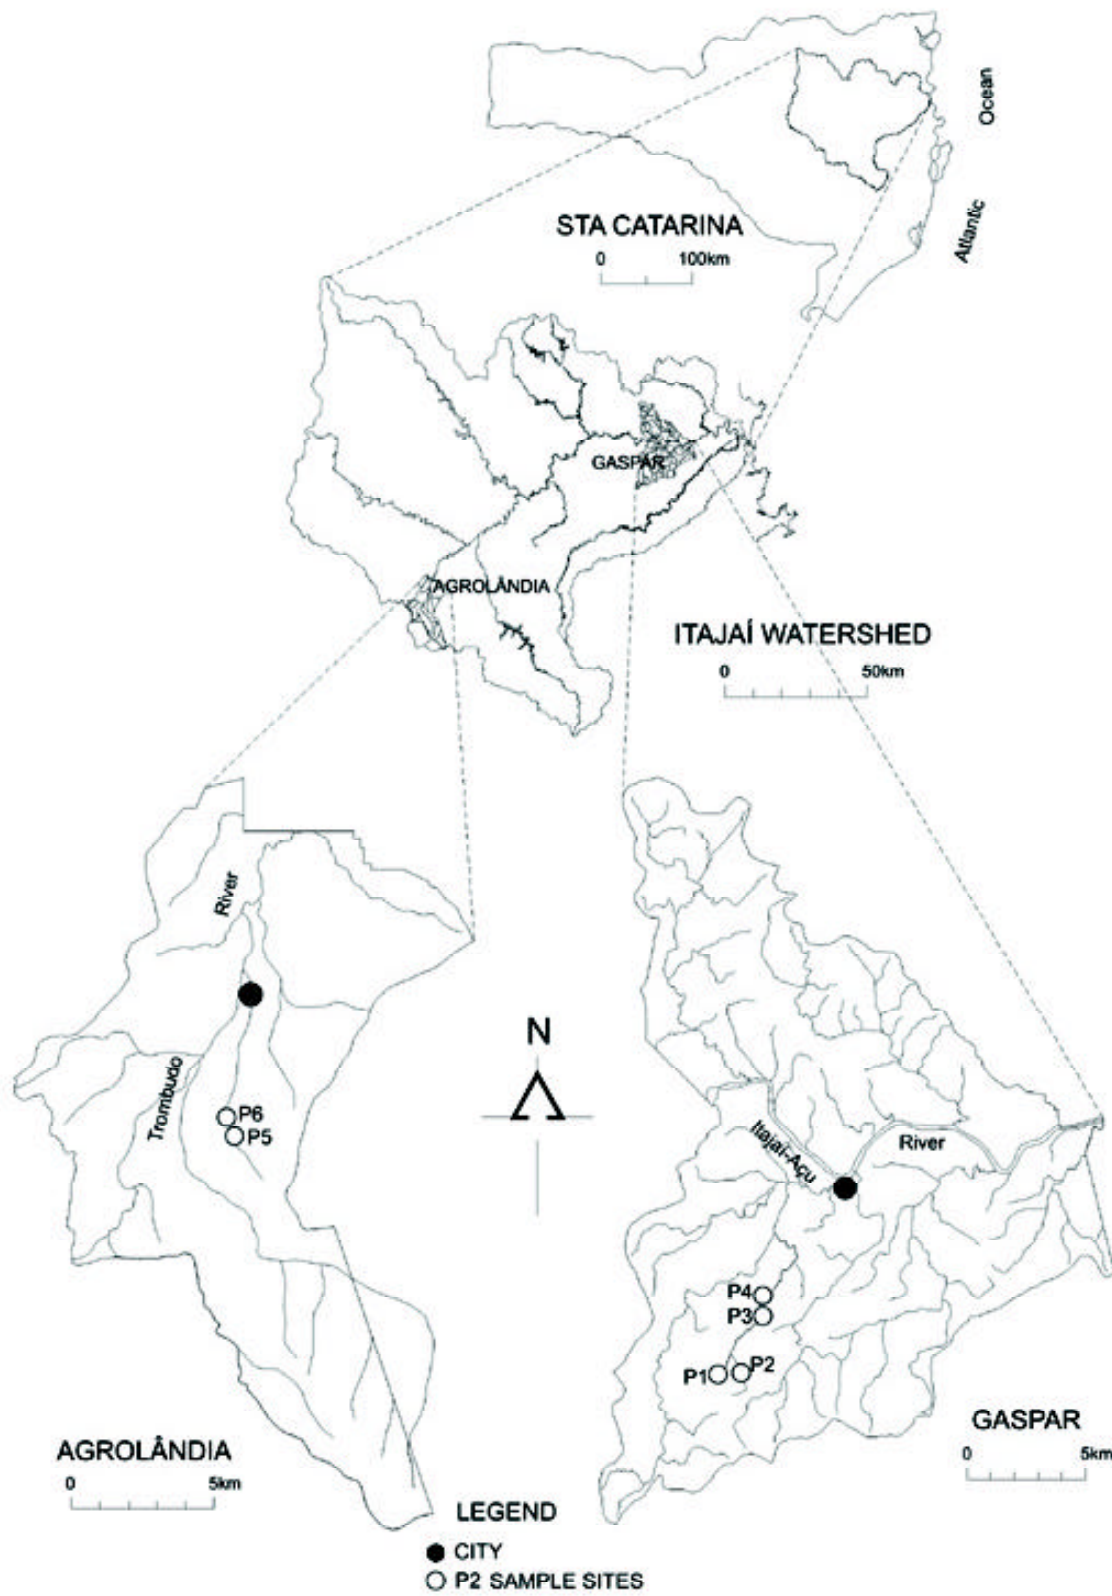 Ocean
Atlantic
STA CATARINA
0 100km
GASPAR
AGROLÂNDIA
ITAJAÍ WATERSHED
0 50km
River
N
Trombudo
P6
P5
Itajaí-Açu
River
P4
P3
P1 P2
GASPAR
0 5km
AGROLÂNDIA
0 5km
LEGEND
CITY
P2 SAMPLE SITES